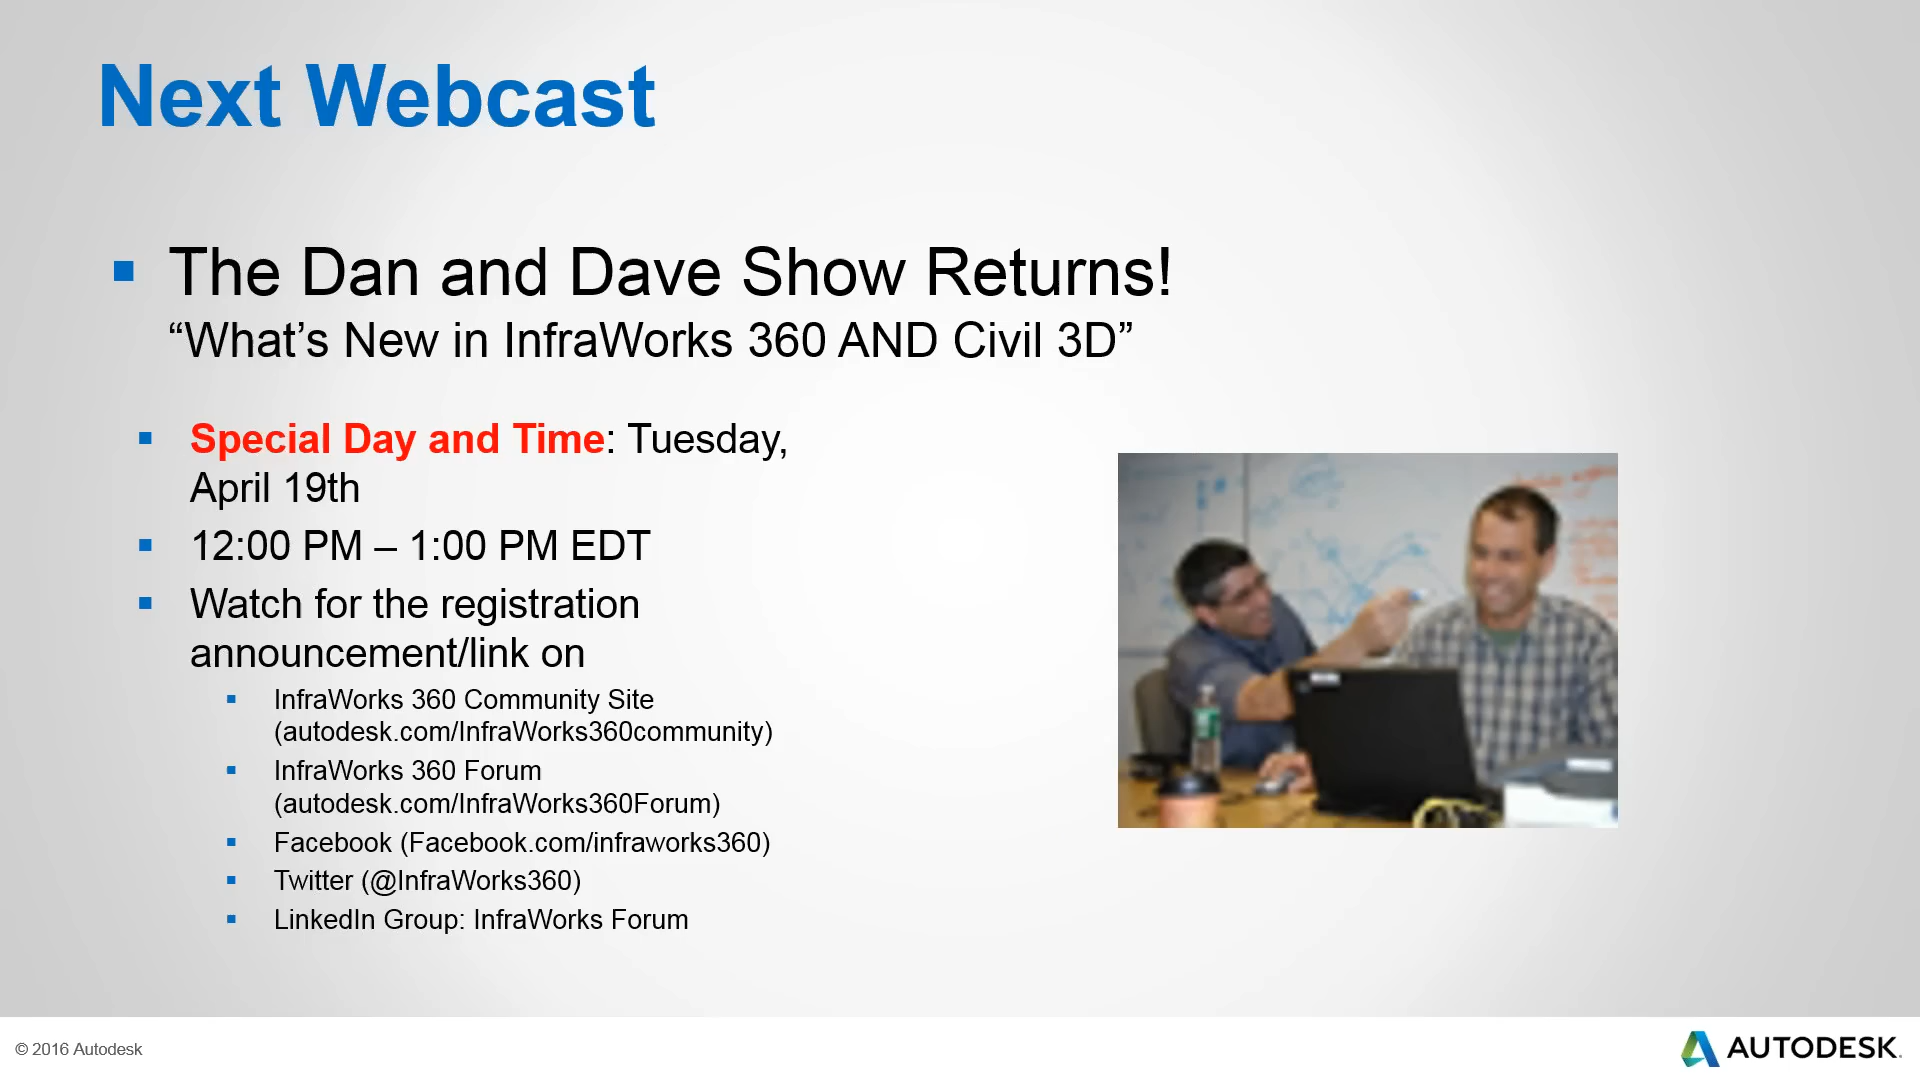 Next Webcast
The Dan and Dave Show Returns!
“What’s New in InfraWorks 360 AND Civil 3D”
Special Day and Time: Tuesday,
April 19th
12:00 PM – 1:00 PM EDT
Watch for the registration
announcement/link on
InfraWorks 360 Community Site
(autodesk.com/InfraWorks360community)
InfraWorks 360 Forum
(autodesk.com/InfraWorks360Forum)
Facebook (Facebook.com/infraworks360)
Twitter (@InfraWorks360)
LinkedIn Group: InfraWorks Forum
© 2016 Autodesk
AUTODESK.